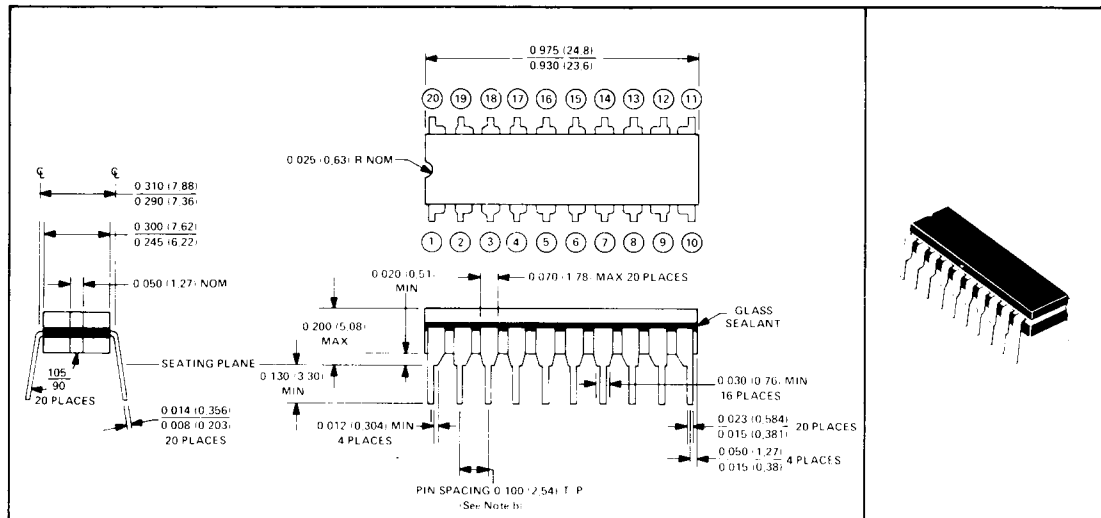 0.975 (24,8)
0.930 (23,6)
20 19 18 17 16 15 14 13 12 11
0.025 (0,63) R NOM
℄ ℄
0.310 (7,88)
0.290 (7,36)
0.300 (7,62)
0.245 (6,22)
1 2 3 4 5 6 7 8 9 10
0.020 (0,51)
MIN
0.070 (1,78) MAX 20 PLACES
0.050 (1,27) NOM
GLASS
SEALANT
0.200 (5,08)
MAX
SEATING PLANE
105
90
20 PLACES
0.130 (3,30)
MIN
0.030 (0,76) MIN
16 PLACES
0.014 (0,356)
0.008 (0,203)
20 PLACES
0.012 (0,304) MIN
4 PLACES
0.023 (0,584)
0.015 (0,381)
20 PLACES
0.050 (1,27)
0.015 (0,38)
4 PLACES
PIN SPACING 0.100 (2,54) T P
(See Note b)